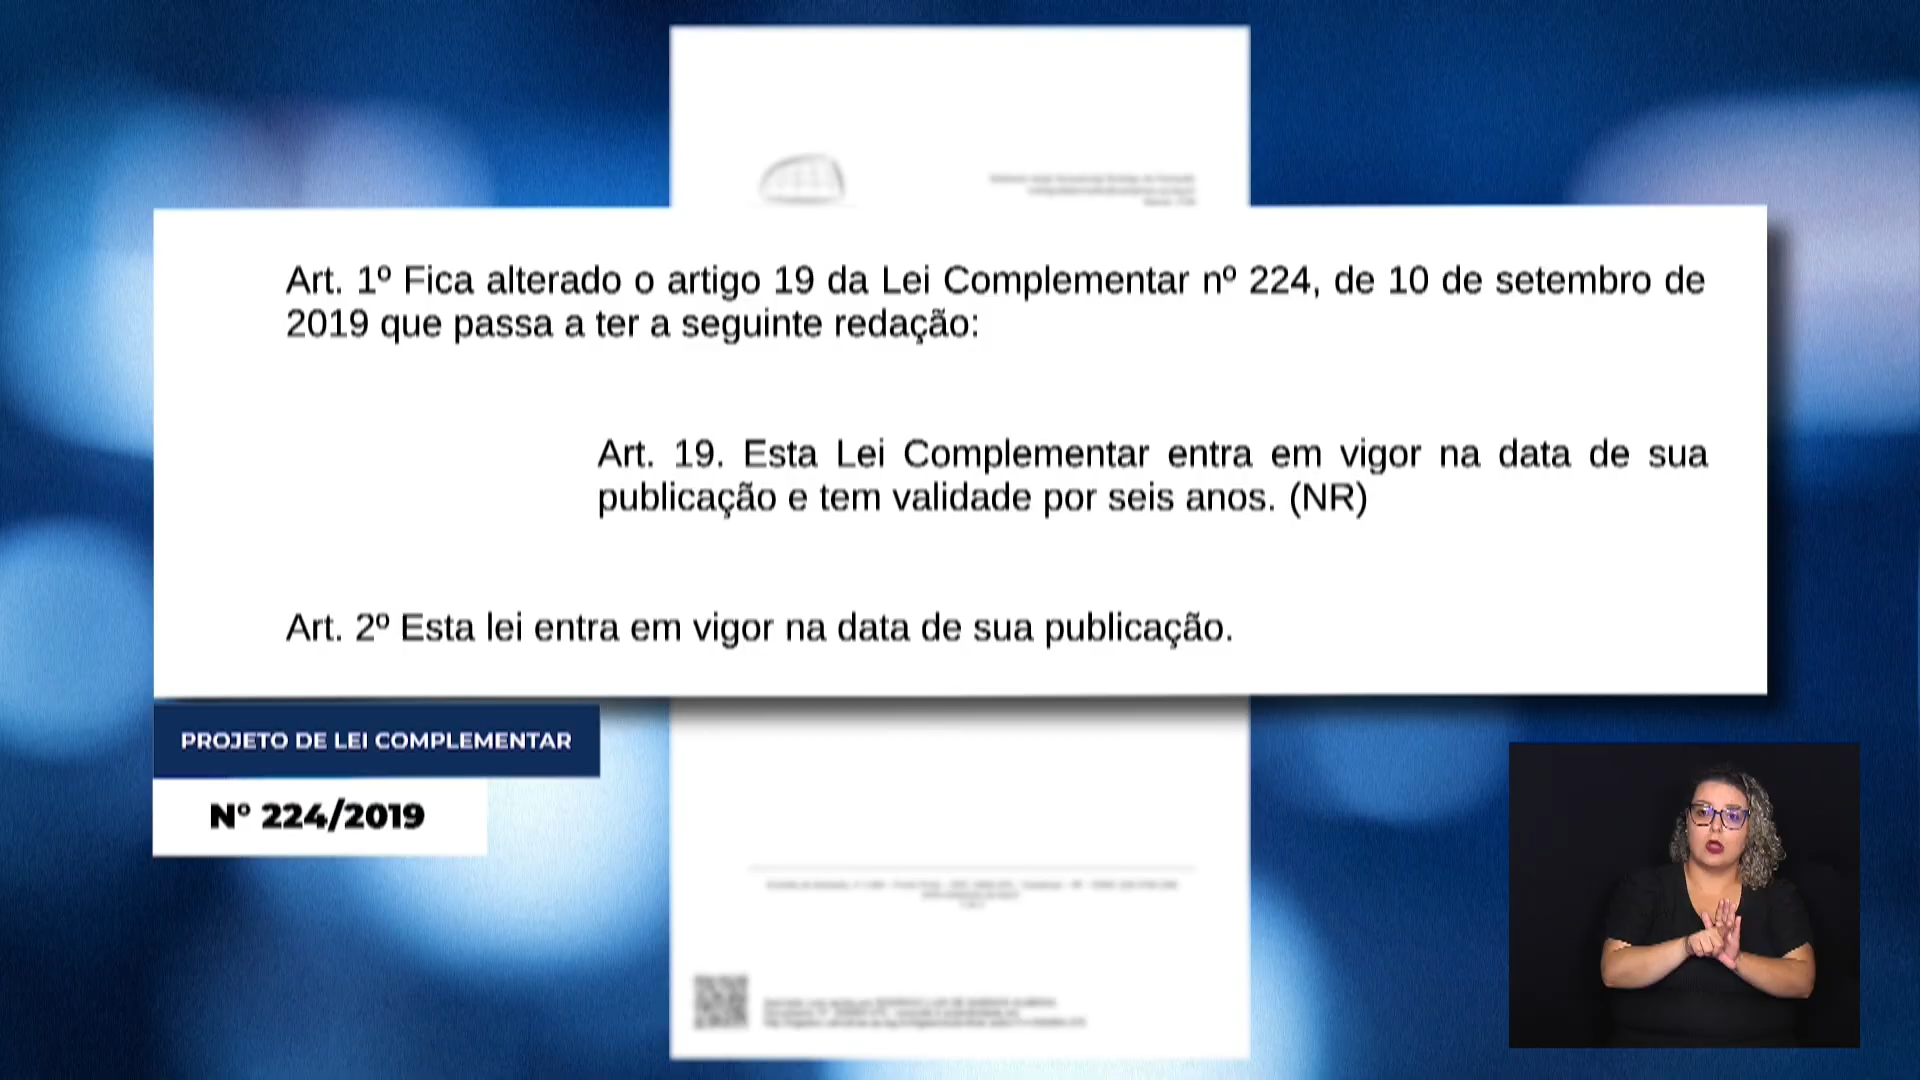 Art. 1º Fica alterado o artigo 19 da Lei Complementar nº 224, de 10 de setembro de
2019 que passa a ter a seguinte redação:
Art. 19. Esta Lei Complementar entra em vigor na data de sua
publicação e tem validade por seis anos. (NR)
Art. 2º Esta lei entra em vigor na data de sua publicação.
PROJETO DE LEI COMPLEMENTAR
Nº 224/2019